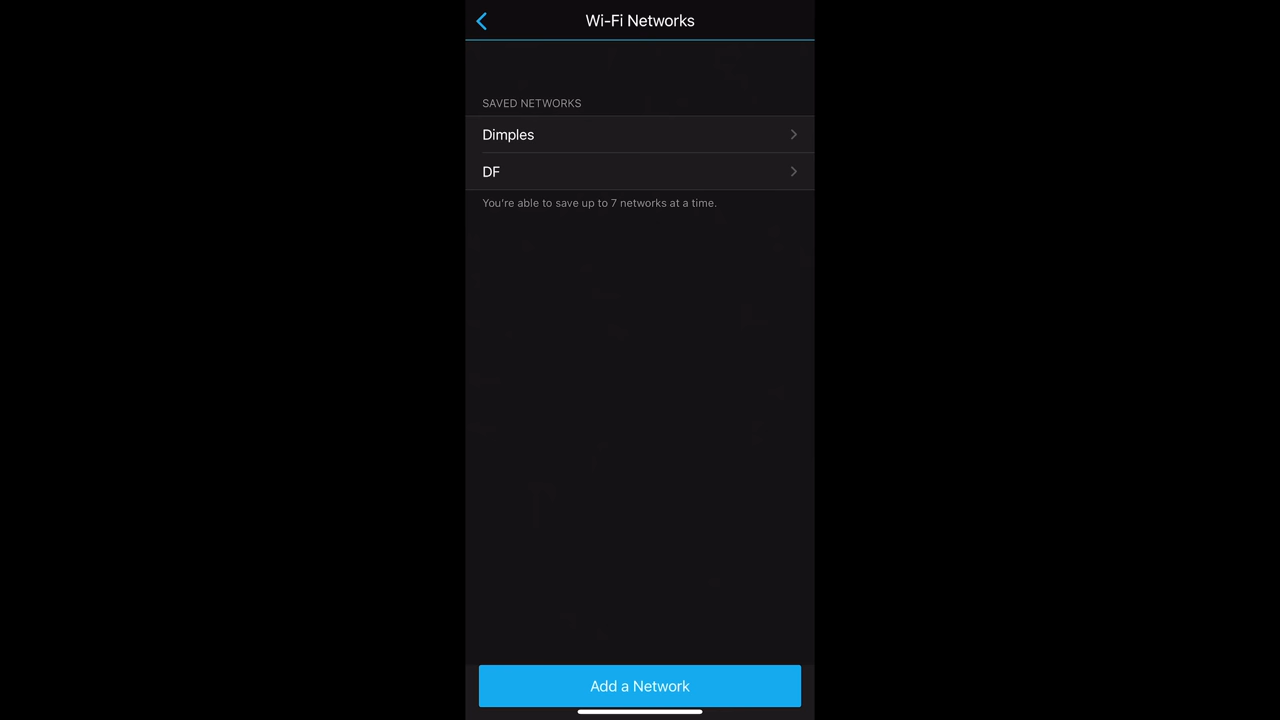 Wi-Fi Networks
SAVED NETWORKS
Dimples
DF
You're able to save up to 7 networks at a time.
Add a Network